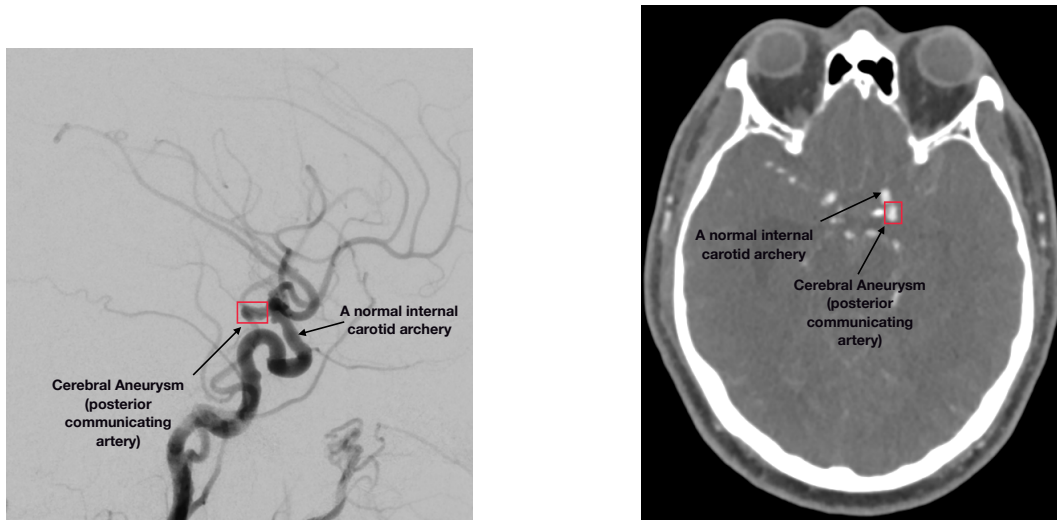 A normal internal
carotid archery
Cerebral Aneurysm
(posterior
communicating
artery)
A normal internal
carotid archery
Cerebral Aneurysm
(posterior
communicating
artery)